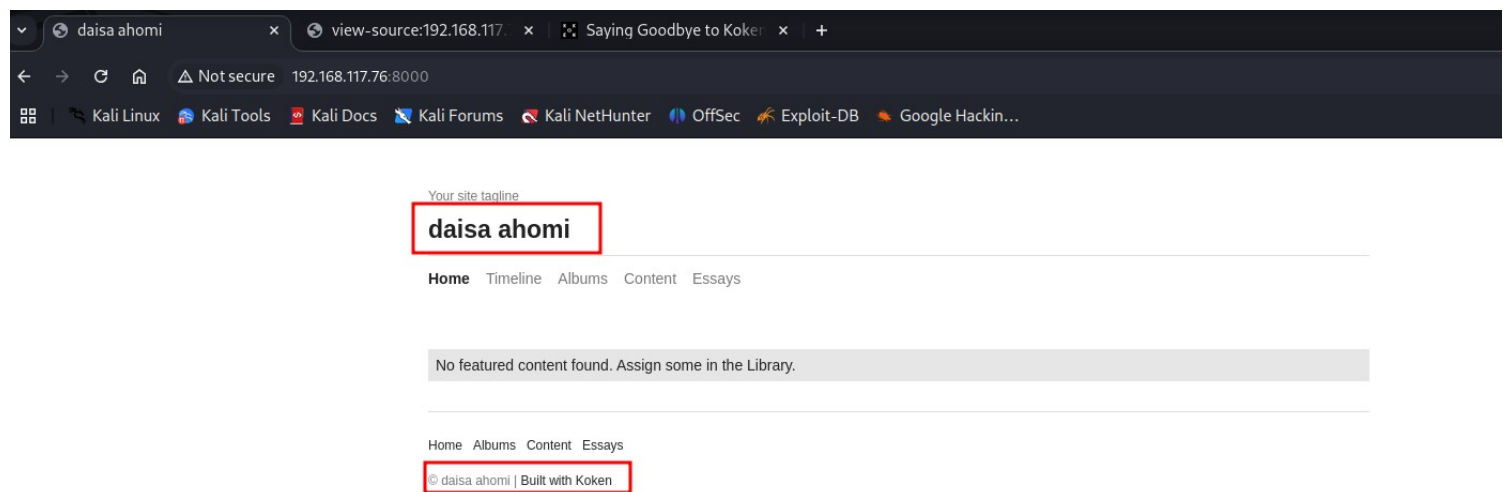 daisa ahomi
view-source:192.168.117.
Saying Goodbye to Koken
Not secure 192.168.117.76:8000
Kali Linux Kali Tools Kali Docs Kali Forums Kali NetHunter OffSec Exploit-DB Google Hackin…
Your site tagline
daisa ahomi
Home Timeline Albums Content Essays
No featured content found. Assign some in the Library.
Home Albums Content Essays
© daisa ahomi | Built with Koken